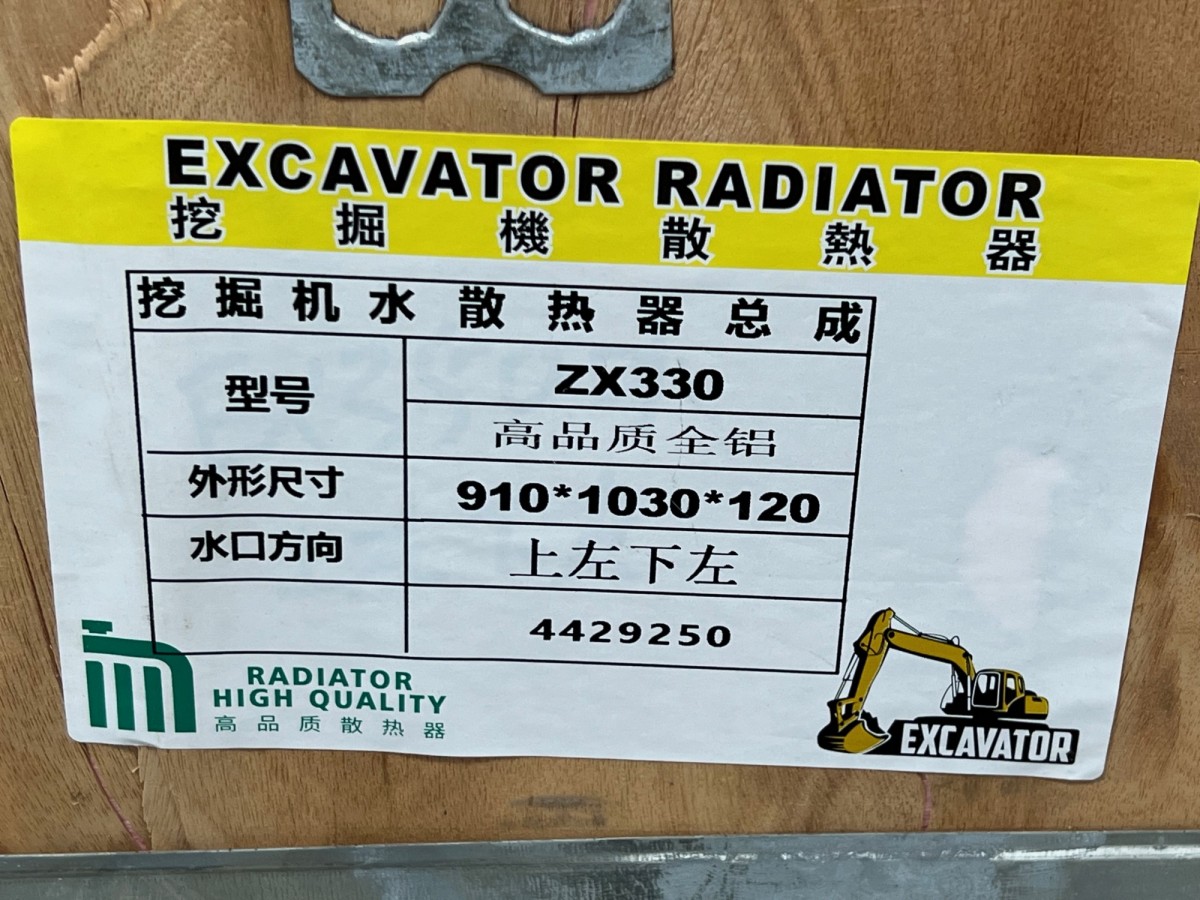 EXCAVATOR RADIATOR
挖掘機散熱器
挖掘机水散热器总成
型号
ZX330
高品质全铝
外形尺寸
910*1030*120
水口方向
上左下左
4429250
RADIATOR
HIGH QUALITY
高品质散热器
EXCAVATOR